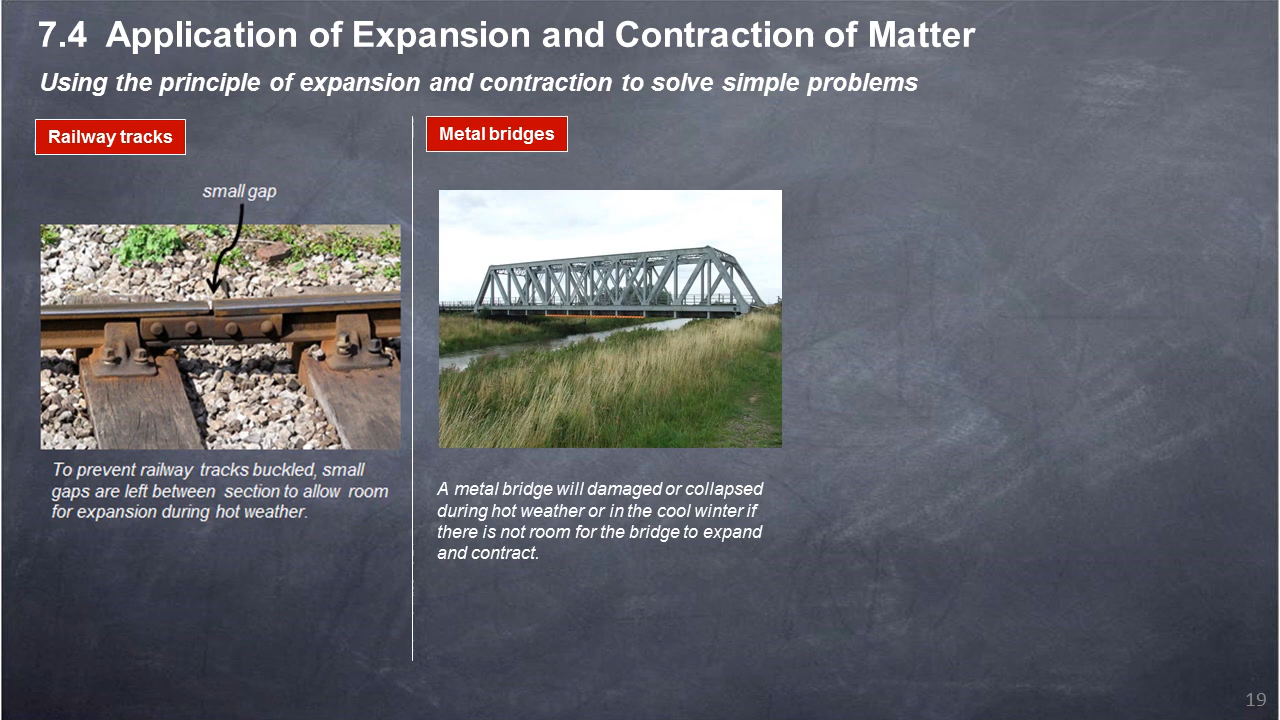 7.4  Application of Expansion and Contraction of Matter
Using the principle of expansion and contraction to solve simple problems
Railway tracks
small gap
To prevent railway tracks buckled, small
gaps are left between section to allow room
for expansion during hot weather.
Metal bridges
A metal bridge will damaged or collapsed
during hot weather or in the cool winter if
there is not room for the bridge to expand
and contract.
19